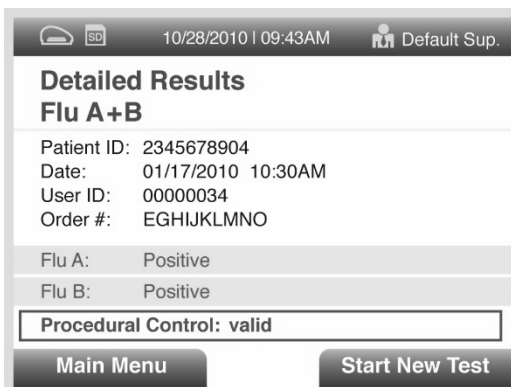 SD 10/28/2010 | 09:43AM Default Sup.
Detailed Results
Flu A+B
Patient ID: 2345678904
Date: 01/17/2010 10:30AM
User ID: 00000034
Order #: EGHIJKLMNO
Flu A: Positive
Flu B: Positive
Procedural Control: valid
Main Menu Start New Test